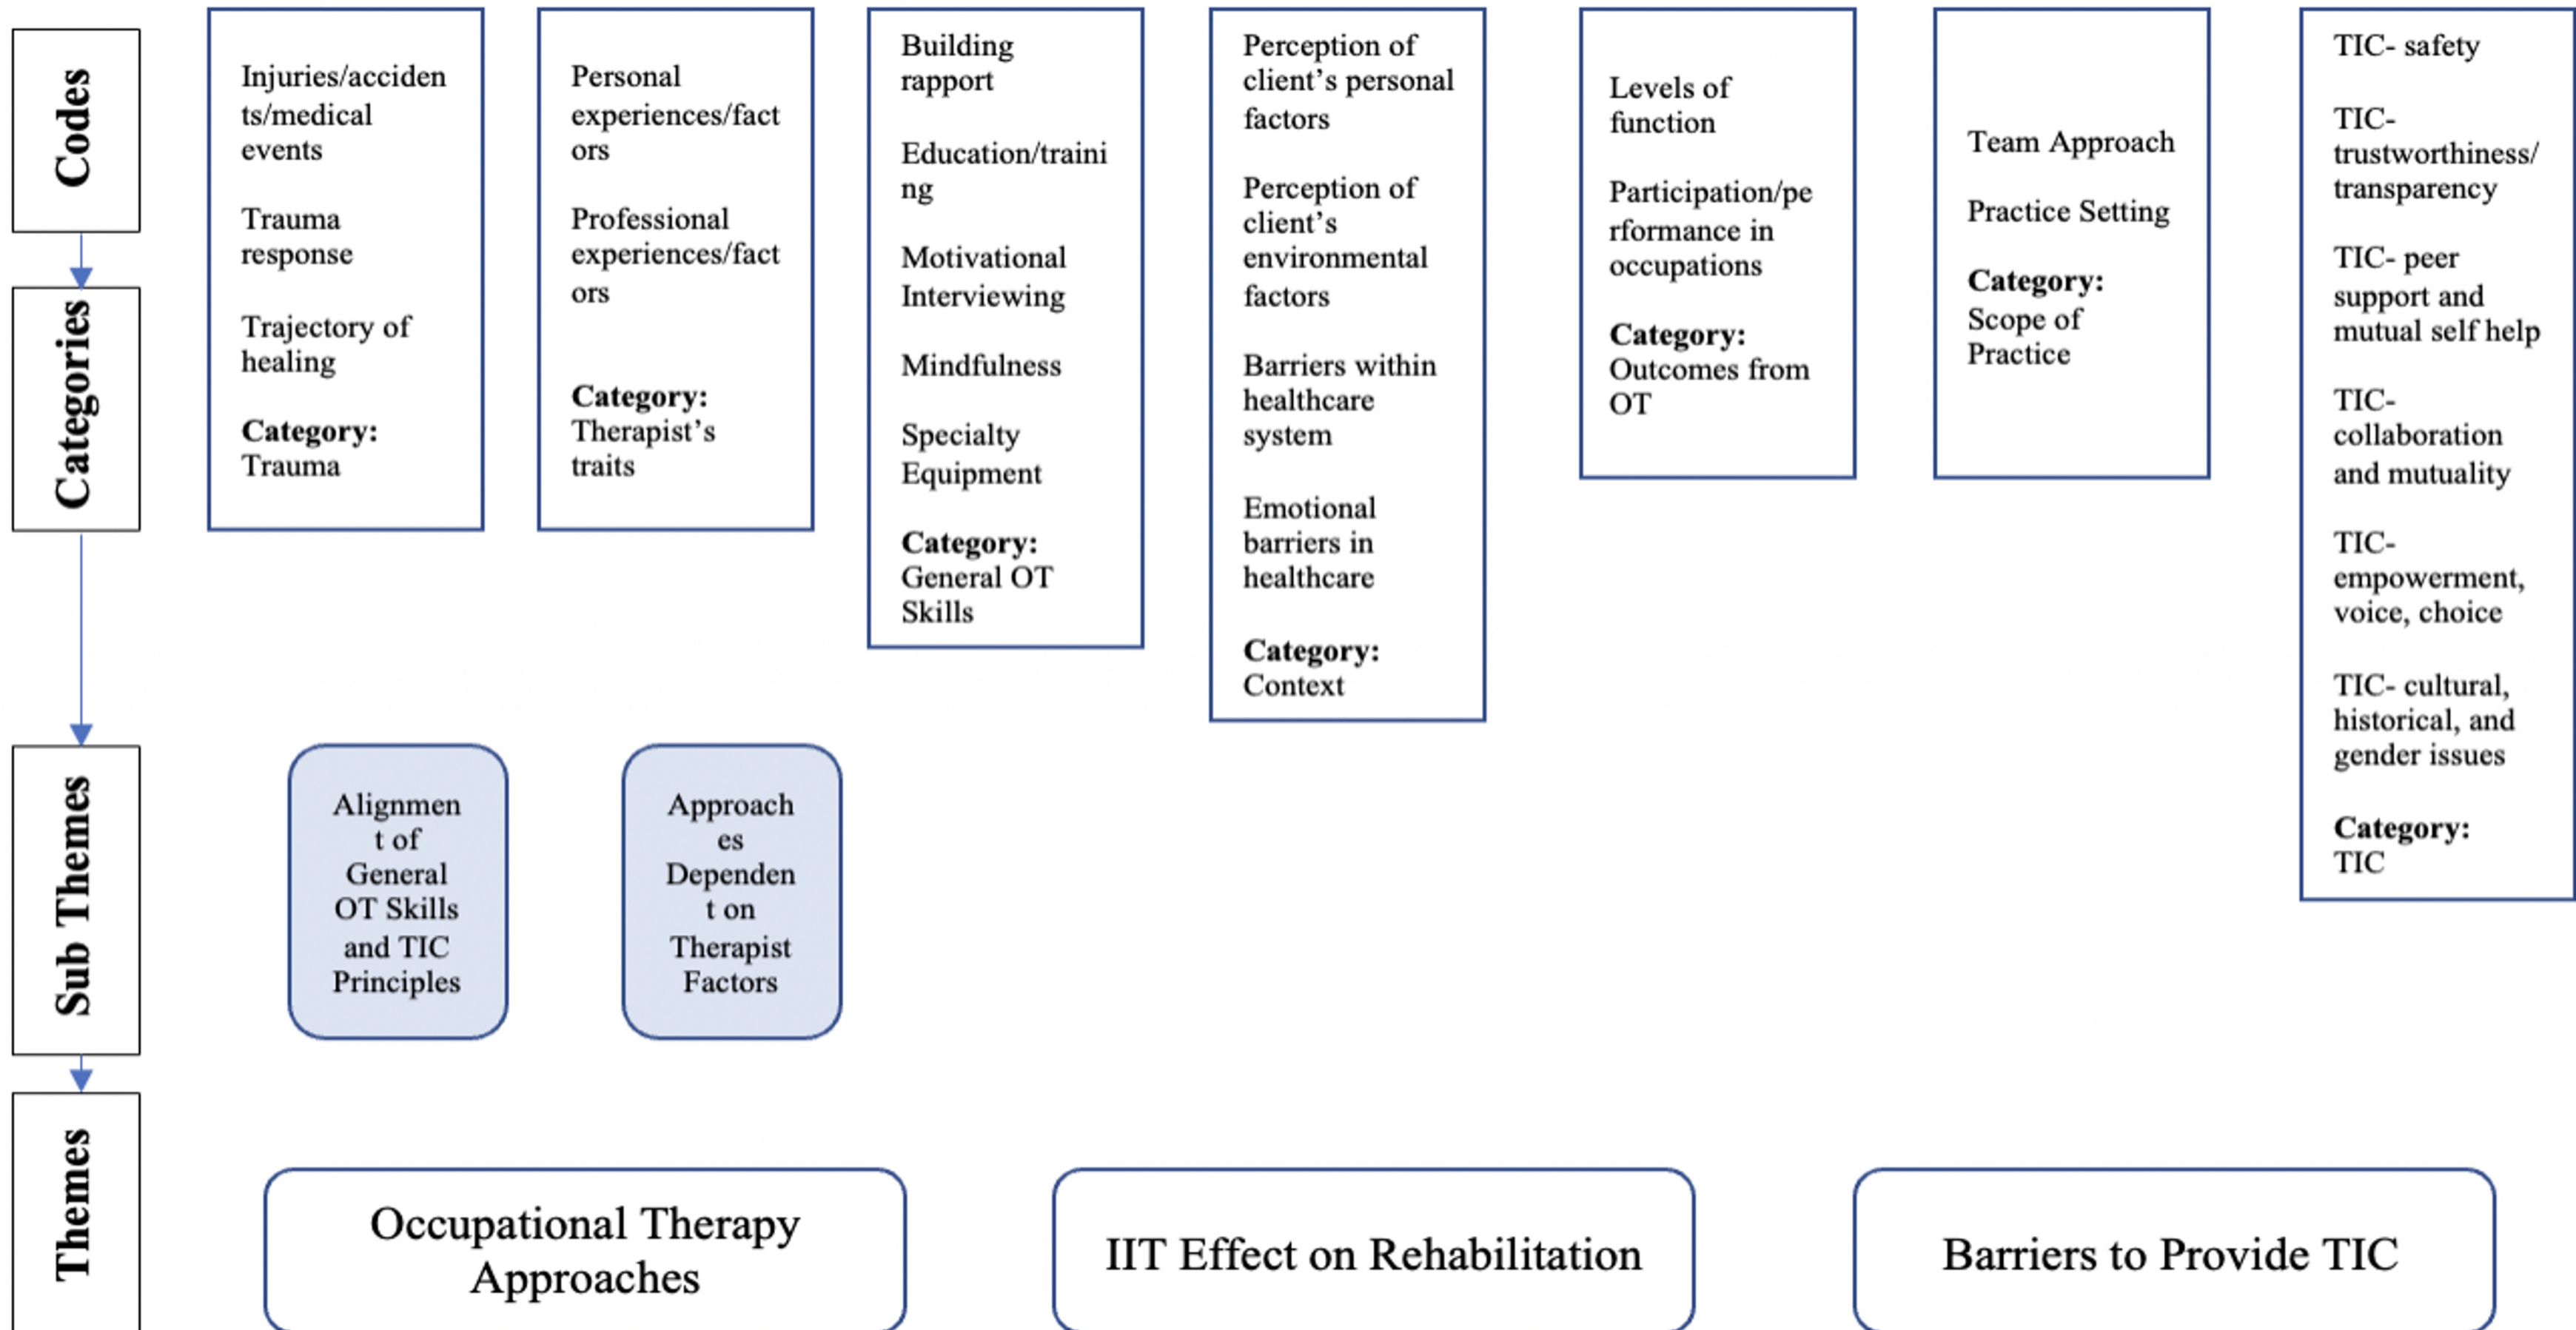 Codes
Categories
Sub Themes
Themes
Injuries/acciden
ts/medical
events
Trauma
response
Trajectory of
healing
Category:
Trauma
Personal
experiences/fact
ors
Professional
experiences/fact
ors
Category:
Therapist’s
traits
Building
rapport
Education/traini
ng
Motivational
Interviewing
Mindfulness
Specialty
Equipment
Category:
General OT
Skills
Perception of
client’s personal
factors
Perception of
client’s
environmental
factors
Barriers within
healthcare
system
Emotional
barriers in
healthcare
Category:
Context
Levels of
function
Participation/pe
rformance in
occupations
Category:
Outcomes from
OT
Team Approach
Practice Setting
Category:
Scope of
Practice
TIC- safety
TIC-
trustworthiness/
transparency
TIC- peer
support and
mutual self help
TIC-
collaboration
and mutuality
TIC-
empowerment,
voice, choice
TIC- cultural,
historical, and
gender issues
Category:
TIC
Alignmen
t of
General
OT Skills
and TIC
Principles
Approach
es
Dependen
t on
Therapist
Factors
Occupational Therapy
Approaches
IIT Effect on Rehabilitation
Barriers to Provide TIC